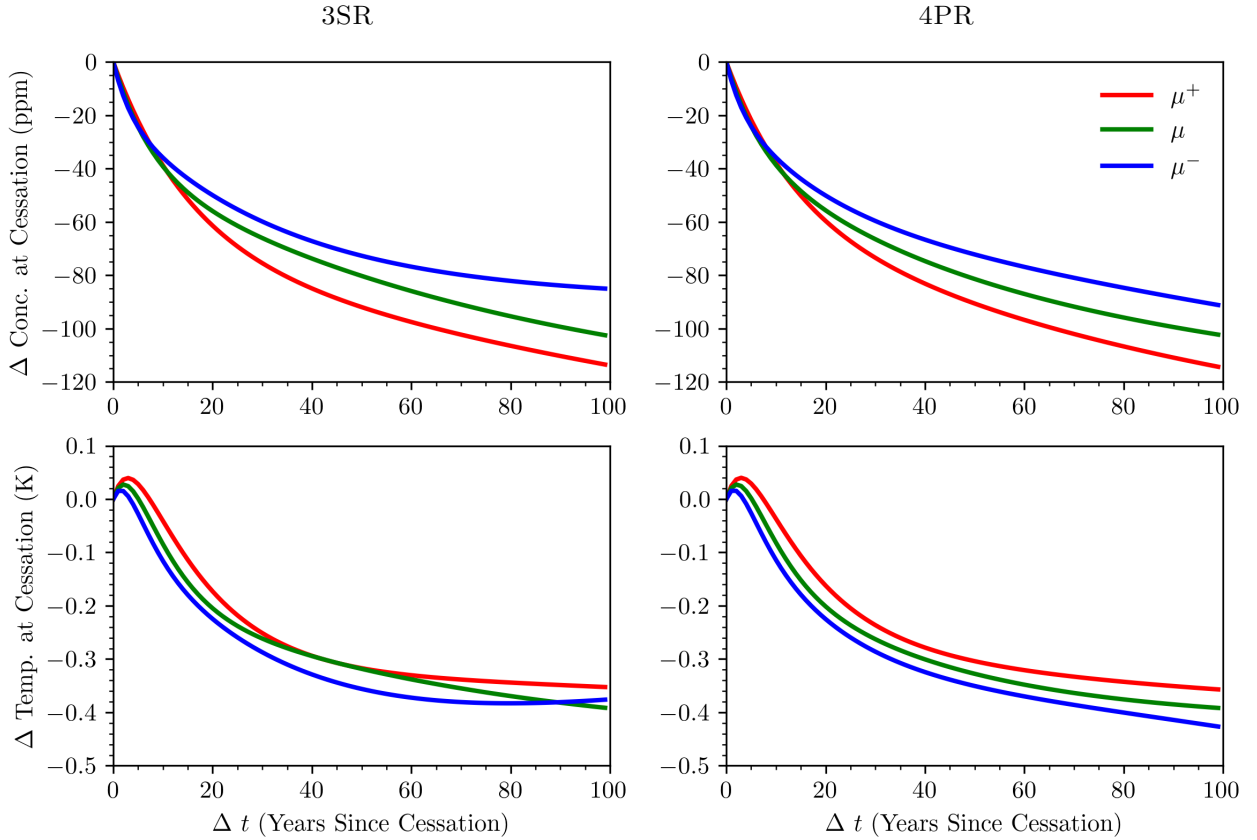 3SR
4PR
Δ Conc. at Cessation (ppm)
0
−20
−40
−60
−80
−100
−120
0 20 40 60 80 100
0
−20
−40
−60
−80
−100
−120
0 20 40 60 80 100
μ⁺
μ
μ⁻
Δ Temp. at Cessation (K)
0.1
0.0
−0.1
−0.2
−0.3
−0.4
−0.5
0 20 40 60 80 100
Δ t (Years Since Cessation)
0.1
0.0
−0.1
−0.2
−0.3
−0.4
−0.5
0 20 40 60 80 100
Δ t (Years Since Cessation)